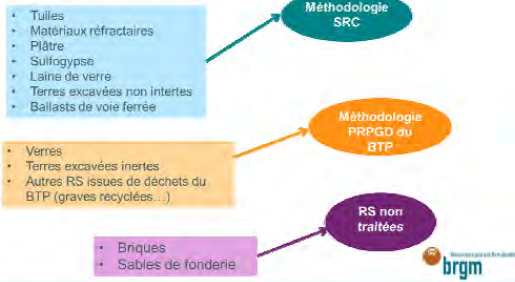 • Tuiles
• Matériaux réfractaires
• Plâtre
• Sulfogypse
• Laine de verre
• Terres excavées non intertes
• Ballasts de voie ferrée
Méthodologie
SRC
• Verres
• Terres excavées inertes
• Autres RS issues de déchets du
BTP (graves recyclées…)
Méthodologie
PRPGD du
BTP
• Briques
• Sables de fonderie
RS non
traitées
brgm